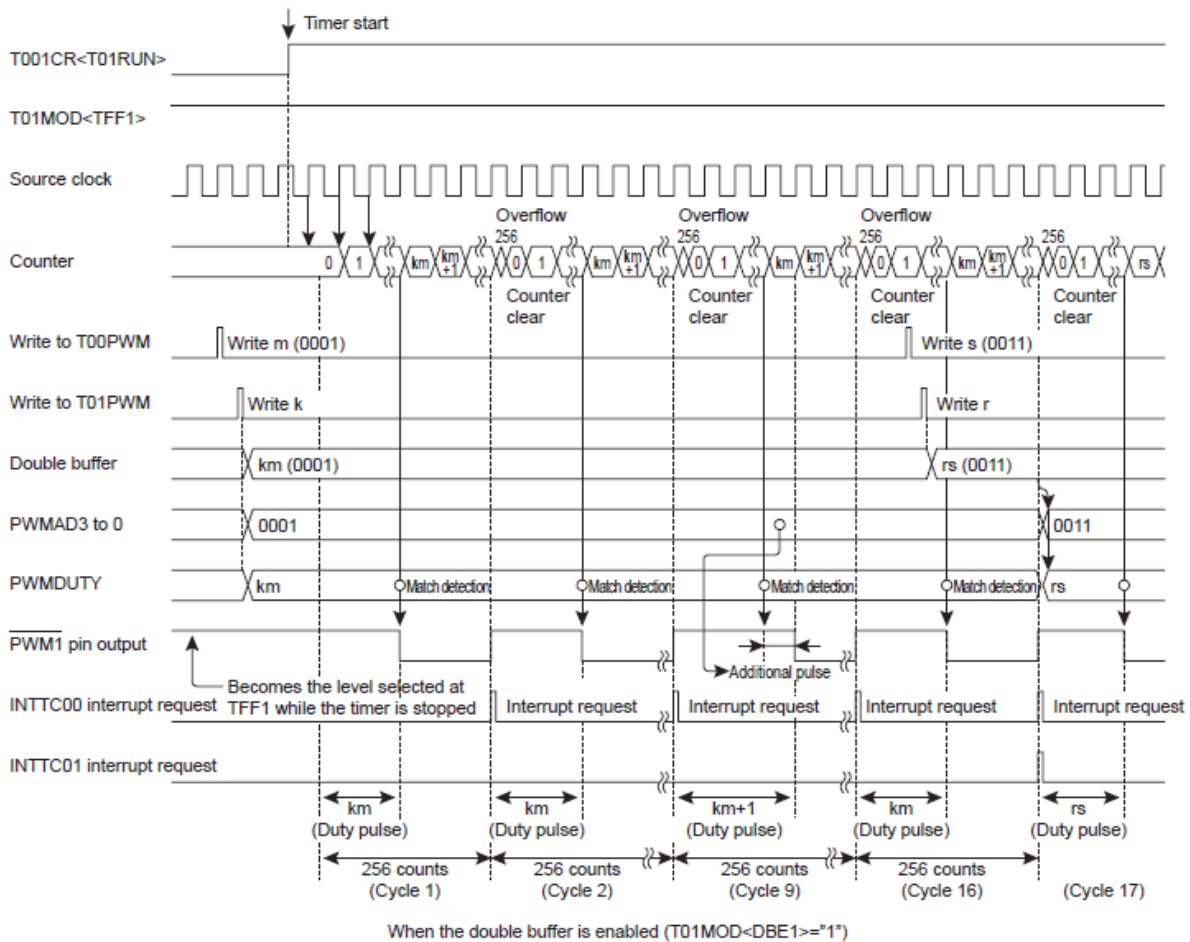 Timer start
T001CR<T01RUN>
T01MOD<TFF1>
Source clock
Overflow Overflow Overflow
256 256 256 256
Counter 0 1 km km+1 0 1 km km+1 0 1 km km+1 0 1 km km+1 0 1 rs
Counter clear Counter clear Counter clear Counter clear
Write to T00PWM Write m (0001) Write s (0011)
Write to T01PWM Write k Write r
Double buffer km (0001) rs (0011)
PWMAD3 to 0 0001 0011
PWMDUTY km Match detection Match detection Match detection Match detection rs
PWM1 pin output
Additional pulse
Becomes the level selected at
TFF1 while the timer is stopped
INTTC00 interrupt request Interrupt request Interrupt request Interrupt request Interrupt request
INTTC01 interrupt request
km km km+1 km rs
(Duty pulse) (Duty pulse) (Duty pulse) (Duty pulse) (Duty pulse)
256 counts 256 counts 256 counts 256 counts
(Cycle 1) (Cycle 2) (Cycle 9) (Cycle 16) (Cycle 17)
When the double buffer is enabled (T01MOD<DBE1>="1")